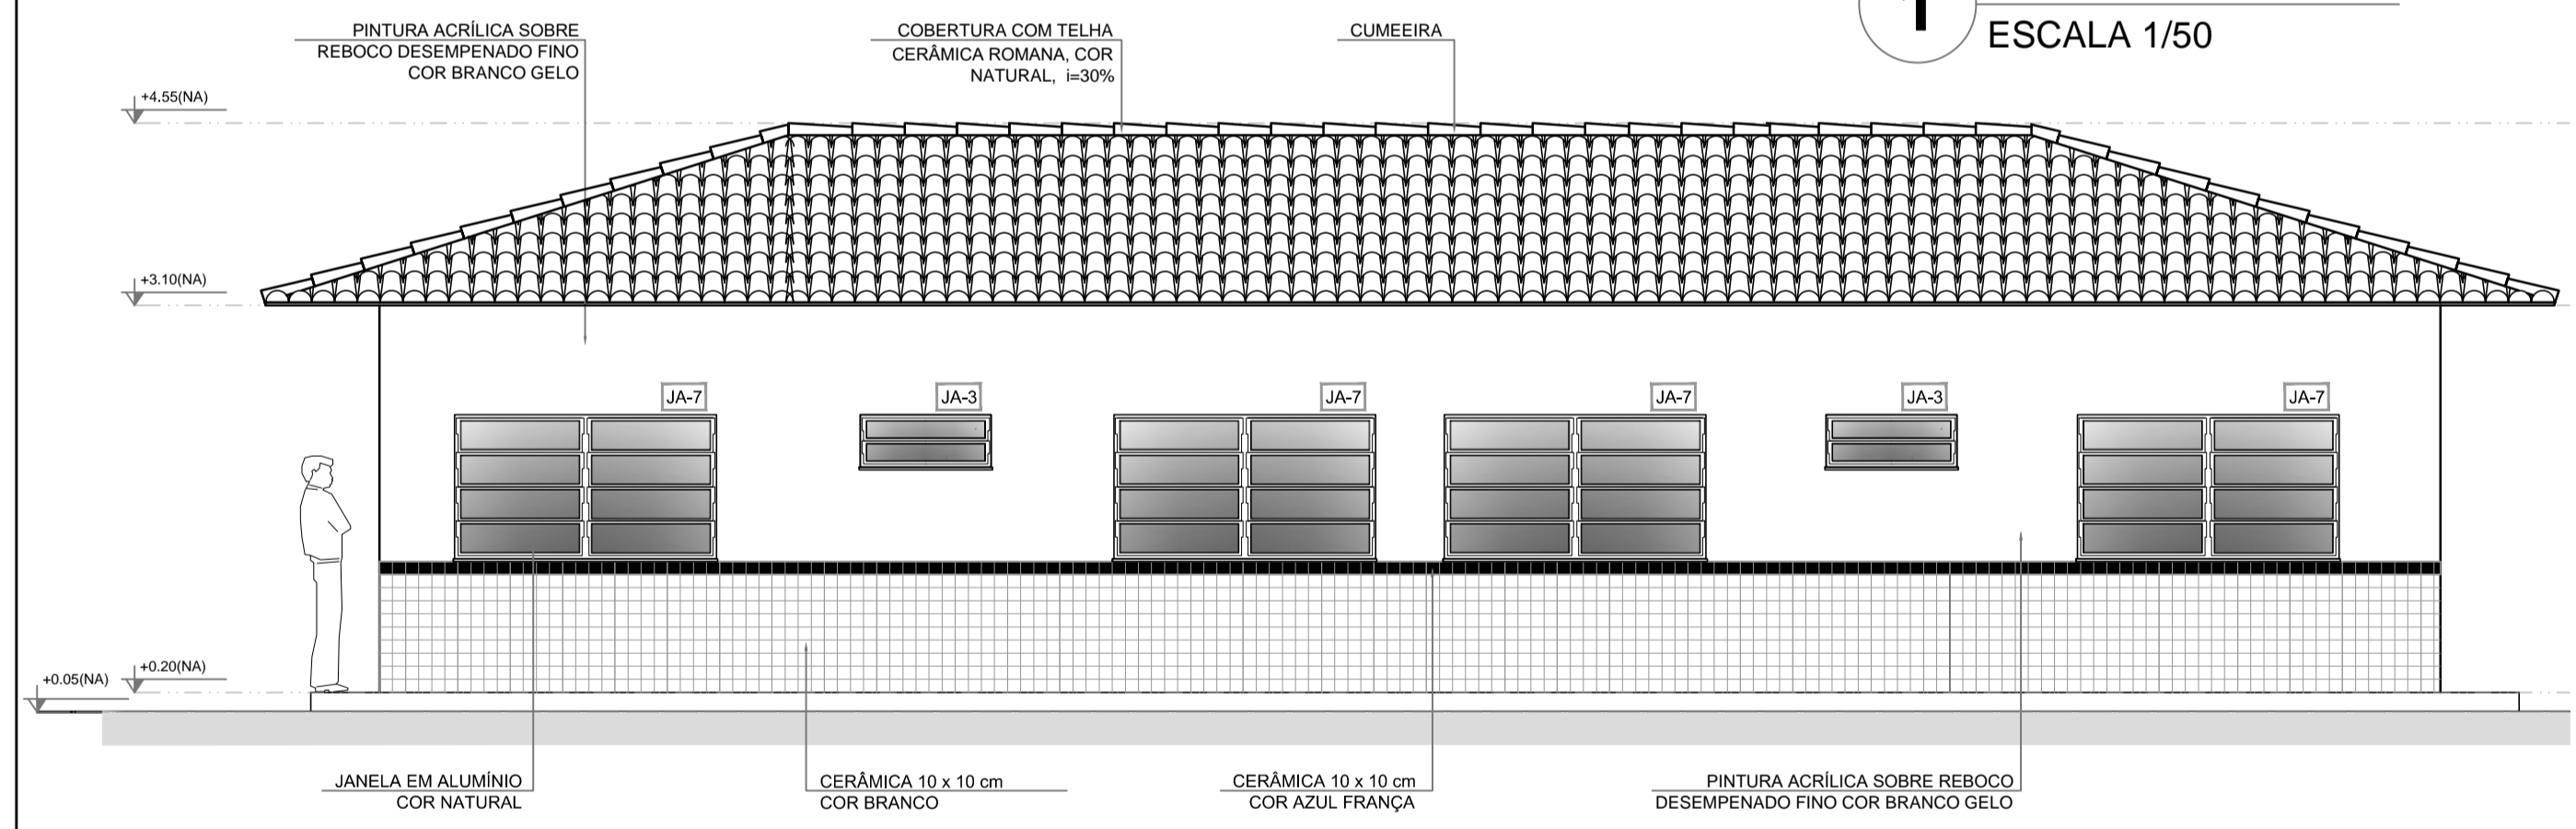 1
ESCALA 1/50
PINTURA ACRÍLICA SOBRE
REBOCO DESEMPENADO FINO
COR BRANCO GELO
COBERTURA COM TELHA
CERÂMICA ROMANA, COR
NATURAL, i=30%
CUMEEIRA
+4.55(NA)
+3.10(NA)
JA-7
JA-3
JA-7
JA-7
JA-3
JA-7
+0.20(NA)
+0.05(NA)
JANELA EM ALUMÍNIO
COR NATURAL
CERÂMICA 10 x 10 cm
COR BRANCO
CERÂMICA 10 x 10 cm
COR AZUL FRANÇA
PINTURA ACRÍLICA SOBRE REBOCO
DESEMPENADO FINO COR BRANCO GELO